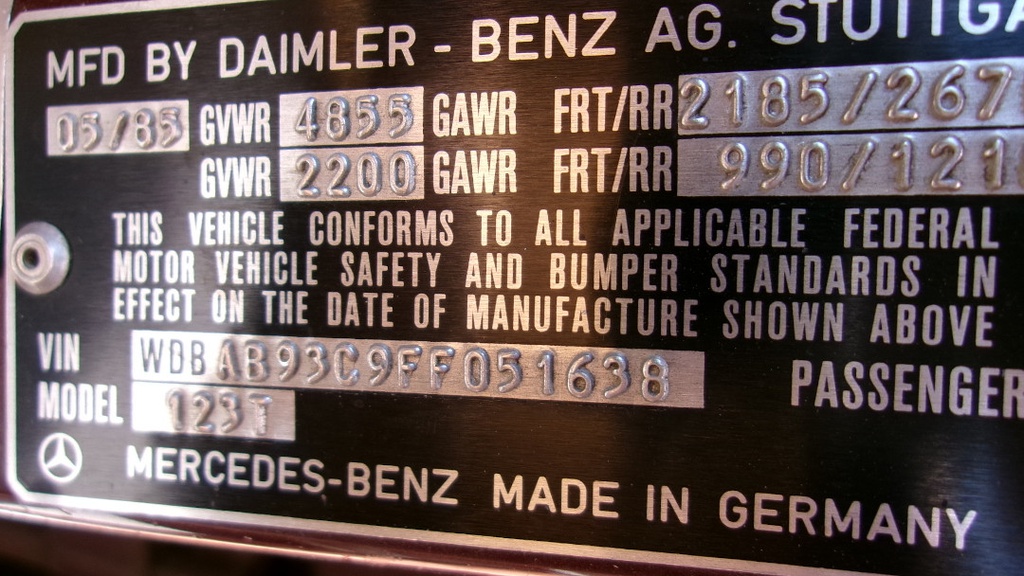 MFD BY DAIMLER - BENZ AG. STUTTGA
05/85 GVWR 4855 GAWR FRT/RR 2185/267
GVWR 2200 GAWR FRT/RR 990/121
THIS VEHICLE CONFORMS TO ALL APPLICABLE FEDERAL
MOTOR VEHICLE SAFETY AND BUMPER STANDARDS IN
EFFECT ON THE DATE OF MANUFACTURE SHOWN ABOVE
VIN WDBAB93C9FF051638 PASSENGER
MODEL 123T
MERCEDES-BENZ MADE IN GERMANY